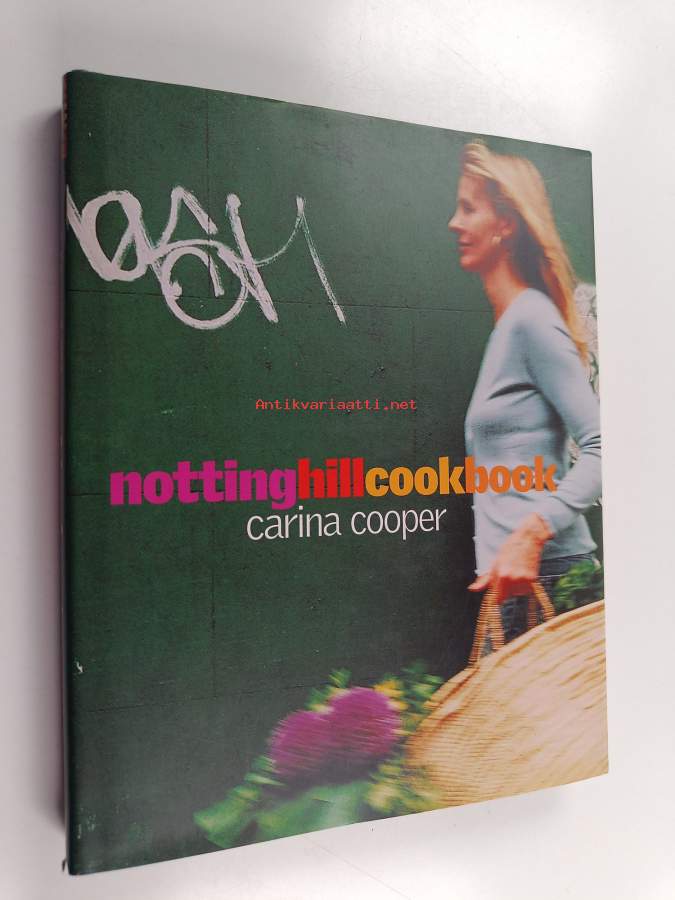 Antikvariaatti.net
nottinghillcookbook
carina cooper